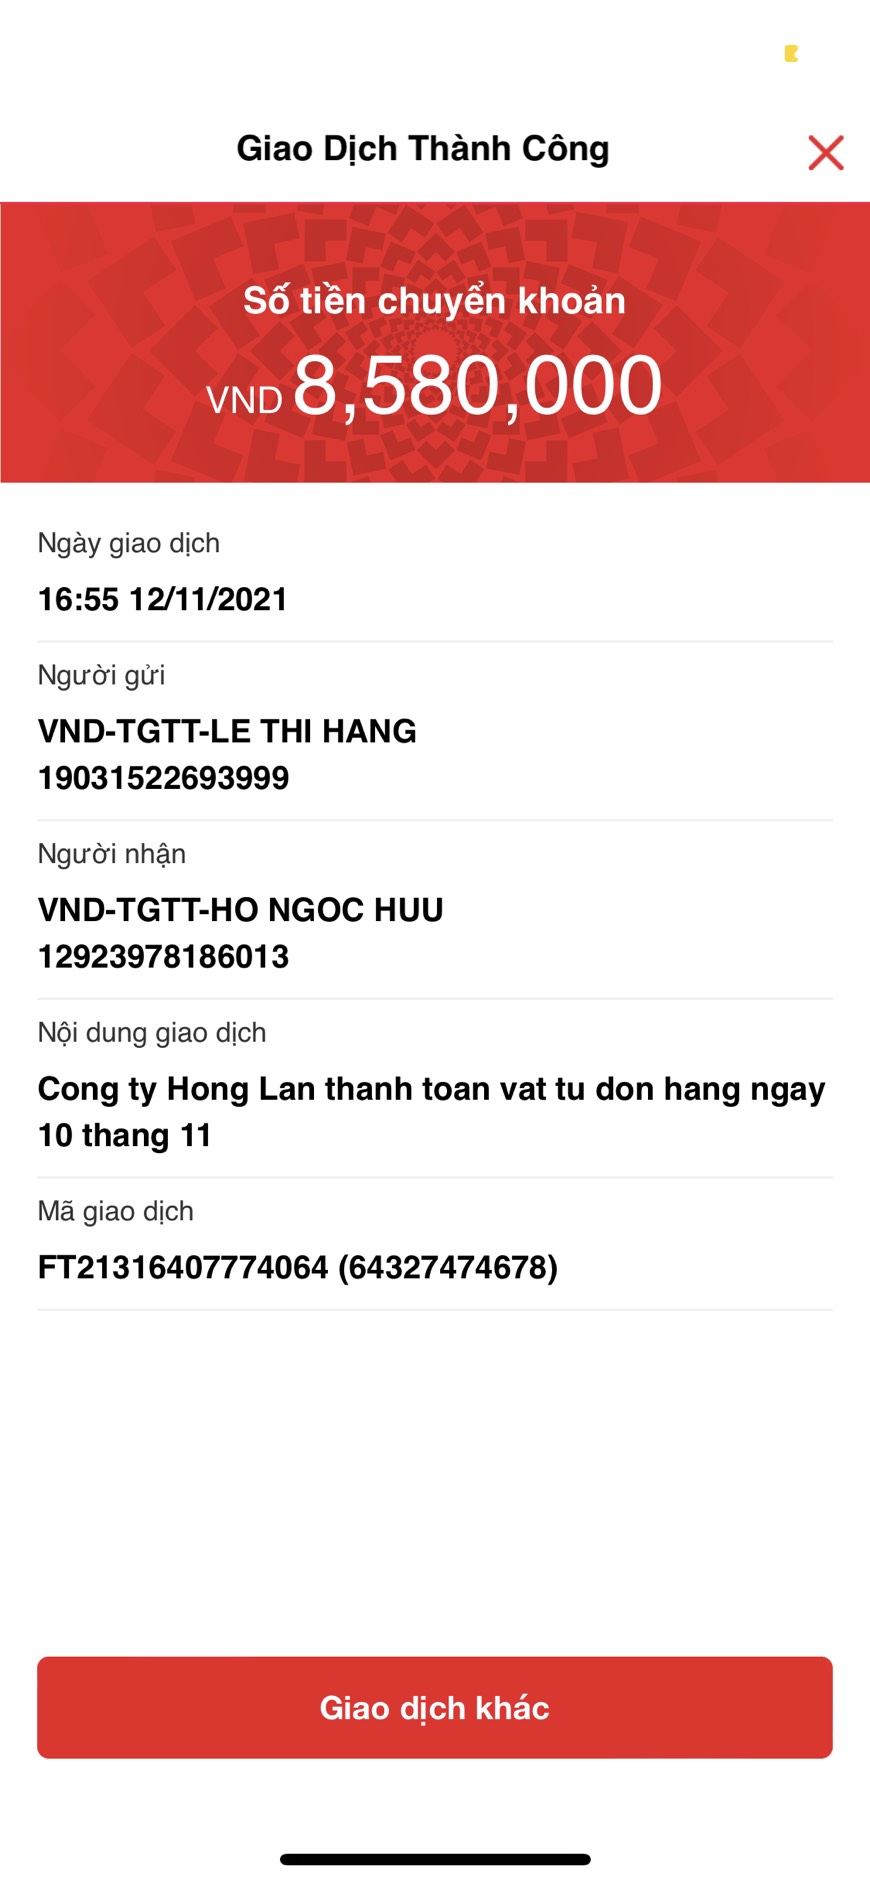 Giao Dịch Thành Công
Số tiền chuyển khoản
VND 8,580,000
Ngày giao dịch
16:55 12/11/2021
Người gửi
VND-TGTT-LE THI HANG
19031522693999
Người nhận
VND-TGTT-HO NGOC HUU
12923978186013
Nội dung giao dịch
Cong ty Hong Lan thanh toan vat tu don hang ngay
10 thang 11
Mã giao dịch
FT21316407774064 (64327474678)
Giao dịch khác